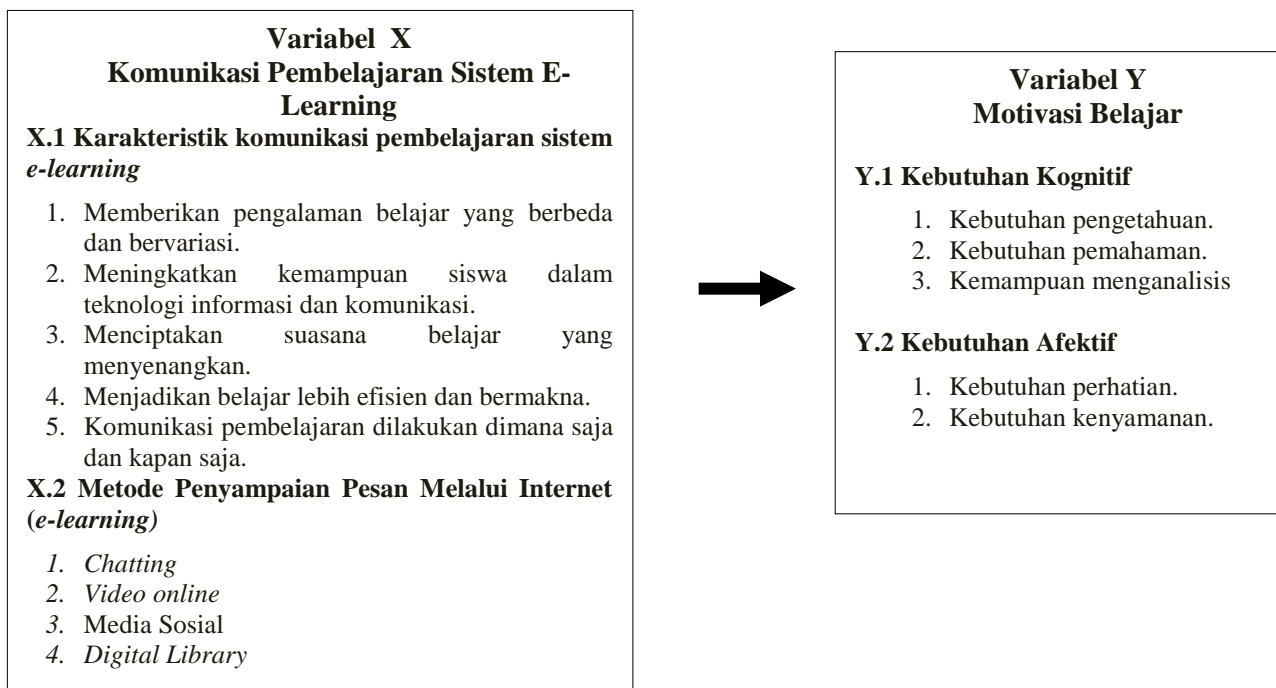 Variabel X
Komunikasi Pembelajaran Sistem E-
Learning
X.1 Karakteristik komunikasi pembelajaran sistem
e-learning
1. Memberikan pengalaman belajar yang berbeda
dan bervariasi.
2. Meningkatkan kemampuan siswa dalam
teknologi informasi dan komunikasi.
3. Menciptakan suasana belajar yang
menyenangkan.
4. Menjadikan belajar lebih efisien dan bermakna.
5. Komunikasi pembelajaran dilakukan dimana saja
dan kapan saja.
X.2 Metode Penyampaian Pesan Melalui Internet
(e-learning)
1. Chatting
2. Video online
3. Media Sosial
4. Digital Library
Variabel Y
Motivasi Belajar
Y.1 Kebutuhan Kognitif
1. Kebutuhan pengetahuan.
2. Kebutuhan pemahaman.
3. Kemampuan menganalisis
Y.2 Kebutuhan Afektif
1. Kebutuhan perhatian.
2. Kebutuhan kenyamanan.